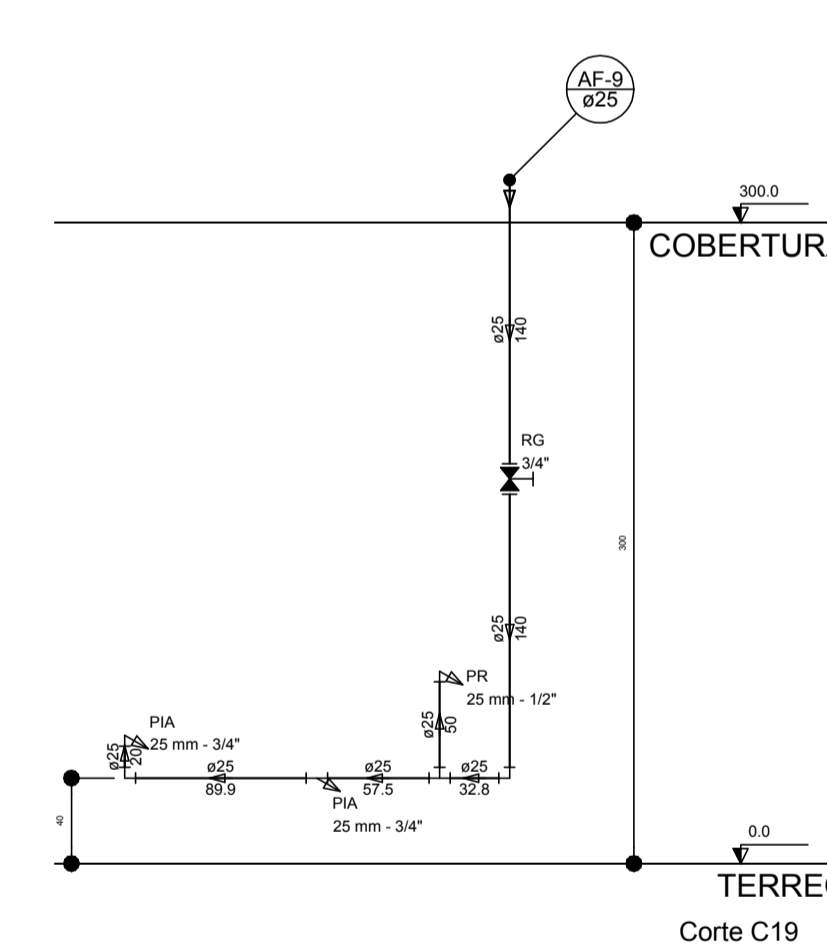 AF-9
ø25
300.0
COBERTURA
ø25
140
RG
3/4"
300
ø25
140
PR
25 mm - 1/2"
ø25
50
PIA
25 mm - 3/4"
ø25
20
ø25
89.9
ø25
57.5
ø25
32.8
PIA
25 mm - 3/4"
40
0.0
TERREO
Corte C19